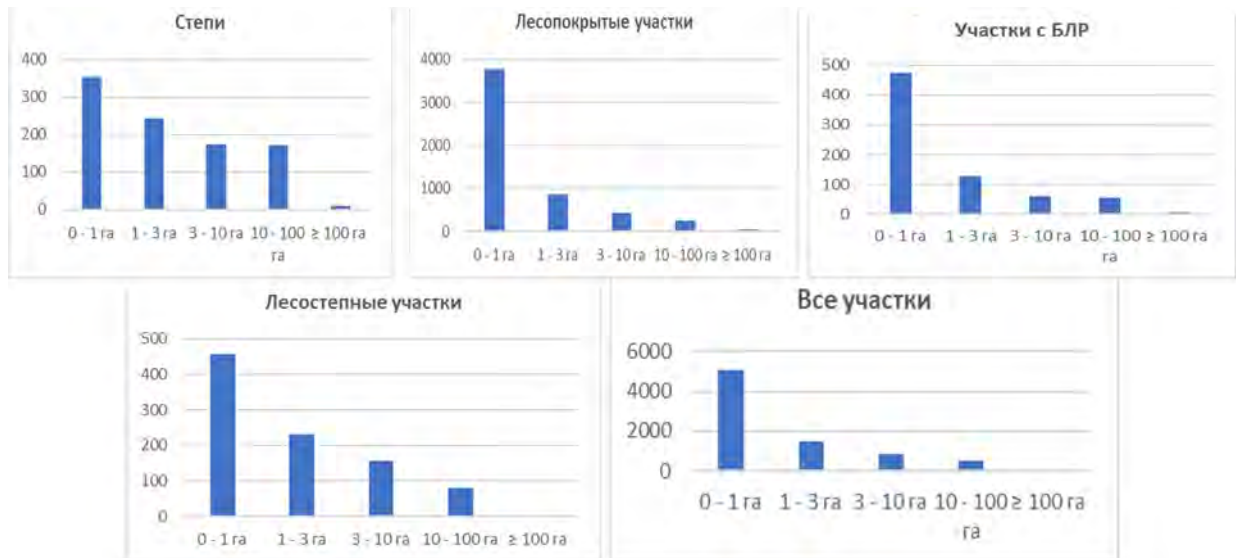 Степи
400
300
200
100
0
0 - 1 га 1 - 3 га 3 - 10 га 10 - 100 ≥ 100 га
га
Лесопокрытые участки
4000
3000
2000
1000
0
0 - 1 га 1 - 3 га 3 - 10 га 10 - 100 га ≥ 100 га
Участки с БЛР
500
400
300
200
100
0
0 - 1 га 1 - 3 га 3 - 10 га 10 - 100 ≥ 100 га
га
Лесостепные участки
500
400
300
200
100
0
0 - 1 га 1 - 3 га 3 - 10 га 10 - 100 га ≥ 100 га
Все участки
6000
4000
2000
0
0 - 1 га 1 - 3 га 3 - 10 га 10 - 100 ≥ 100 га
га